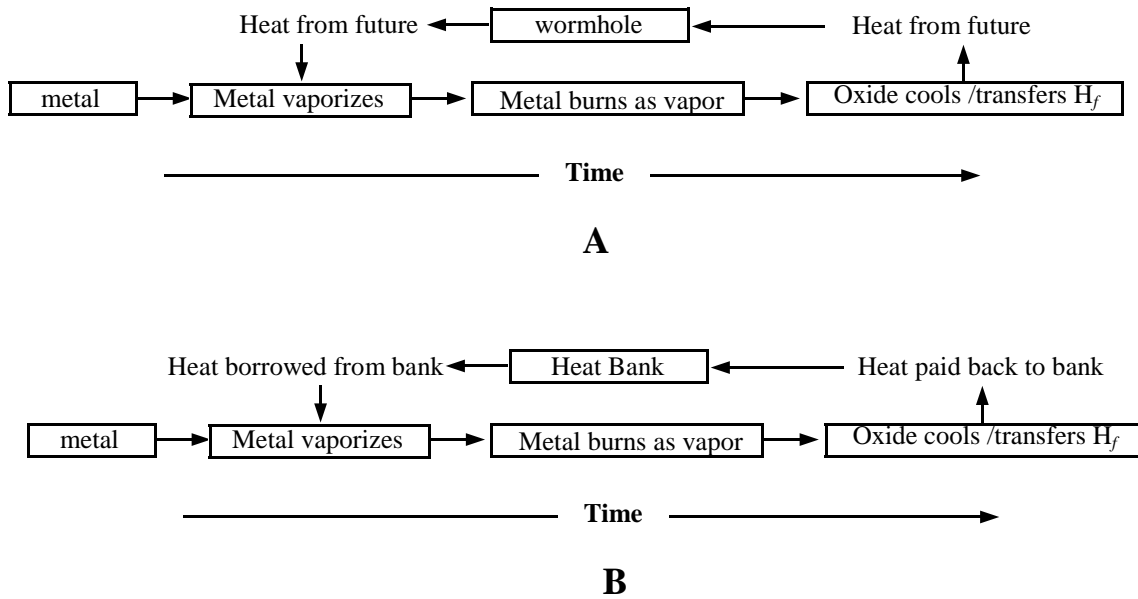 Heat from future wormhole Heat from future
metal Metal vaporizes Metal burns as vapor Oxide cools /transfers Hf
Time
A
Heat borrowed from bank Heat Bank Heat paid back to bank
metal Metal vaporizes Metal burns as vapor Oxide cools /transfers Hf
Time
B